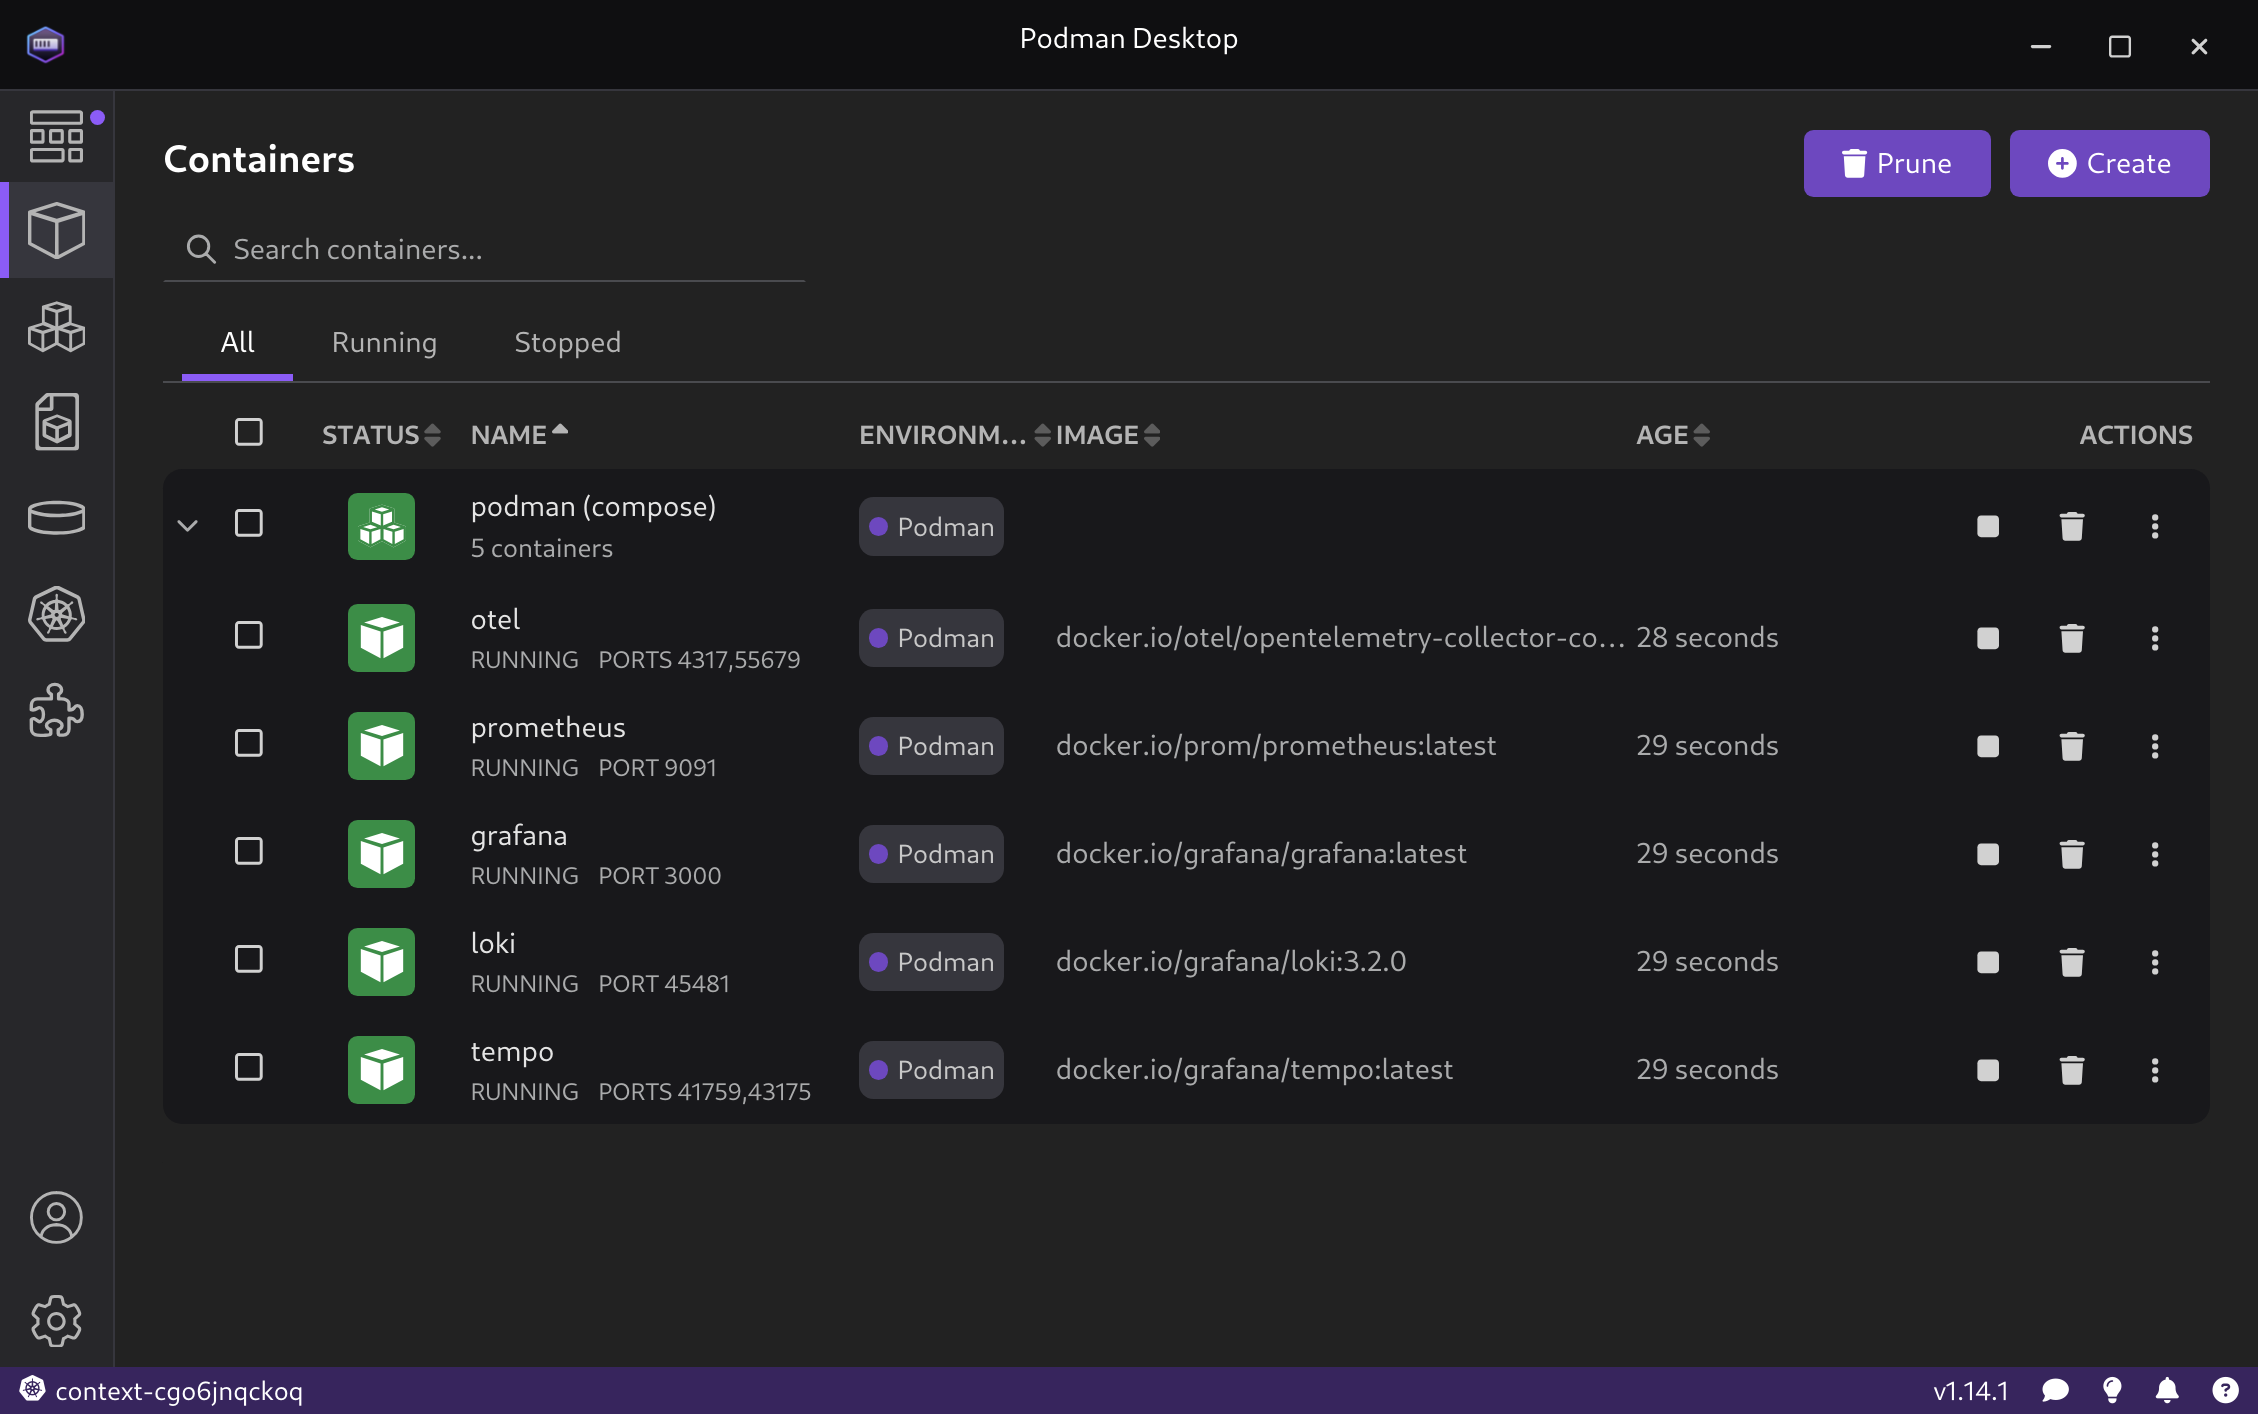 Podman Desktop
Containers
Prune
Create
Search containers...
All Running Stopped
STATUS NAME ENVIRONM... IMAGE AGE ACTIONS
podman (compose)
5 containers
Podman
otel
RUNNING PORTS 4317,55679
Podman
docker.io/otel/opentelemetry-collector-co...
28 seconds
prometheus
RUNNING PORT 9091
Podman
docker.io/prom/prometheus:latest
29 seconds
grafana
RUNNING PORT 3000
Podman
docker.io/grafana/grafana:latest
29 seconds
loki
RUNNING PORT 45481
Podman
docker.io/grafana/loki:3.2.0
29 seconds
tempo
RUNNING PORTS 41759,43175
Podman
docker.io/grafana/tempo:latest
29 seconds
context-cgo6jnqckoq
v1.14.1